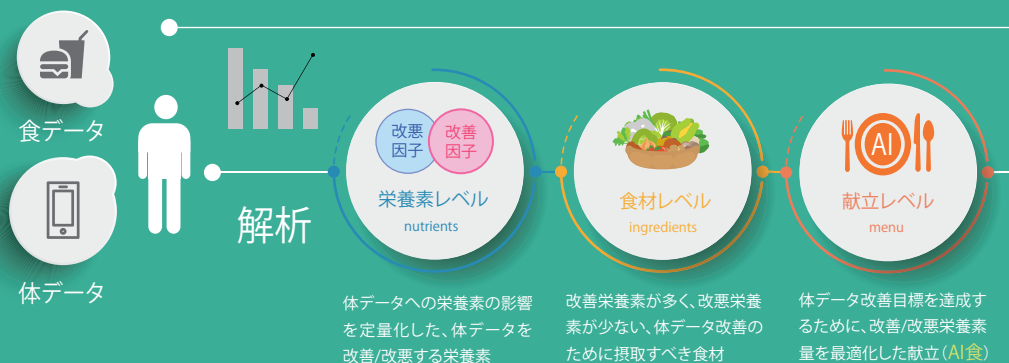 食データ
体データ
解析
改悪
因子
改善
因子
栄養素レベル
nutrients
体データへの栄養素の影響
を定量化した、体データを
改善/改悪する栄養素
食材レベル
ingredients
改善栄養素が多く、改悪栄養
素が少ない、体データ改善の
ために摂取すべき食材
AI
献立レベル
menu
体データ改善目標を達成す
るために、改善/改悪栄養素
量を最適化した献立(AI食)